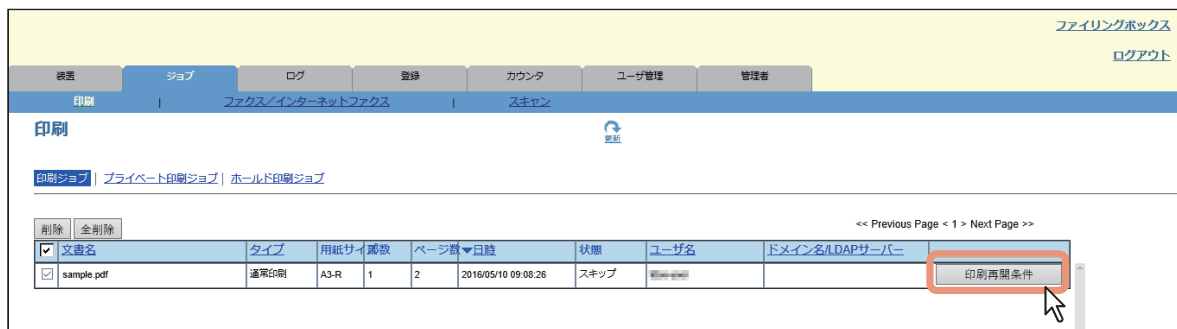 ファイリングボックス
ログアウト
装置 ジョブ ログ 登録 カウンタ ユーザ管理 管理者
印刷 | ファクス／インターネットファクス | スキャン
印刷
更新
印刷ジョブ | プライベート印刷ジョブ | ホールド印刷ジョブ
削除 全削除 << Previous Page < 1 > Next Page >>
文書名 タイプ 用紙サイ 部数 ページ数 ▼日時 状態 ユーザ名 ドメイン名/LDAPサーバー
sample.pdf 通常印刷 A3-R 1 2 2016/05/10 09:08:26 スキップ 印刷再開条件